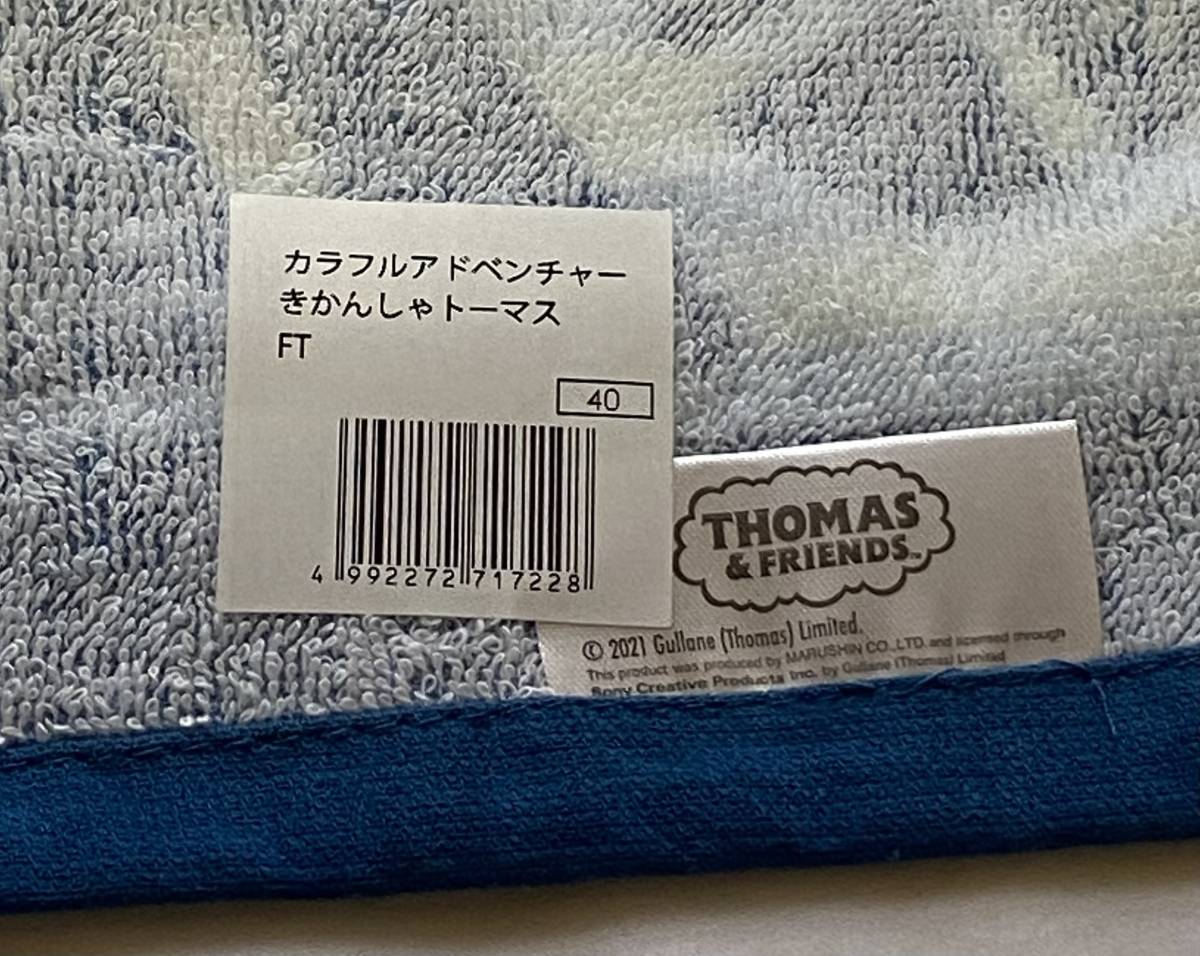 カラフルアドベンチャー
きかんしゃトーマス
FT
40
4 992272 717228
THOMAS
& FRIENDS™
© 2021 Gullane (Thomas) Limited.
This product was produced by MARUSHIN CO.,LTD. and licensed through
Sony Creative Products Inc. by Gullane (Thomas) Limited